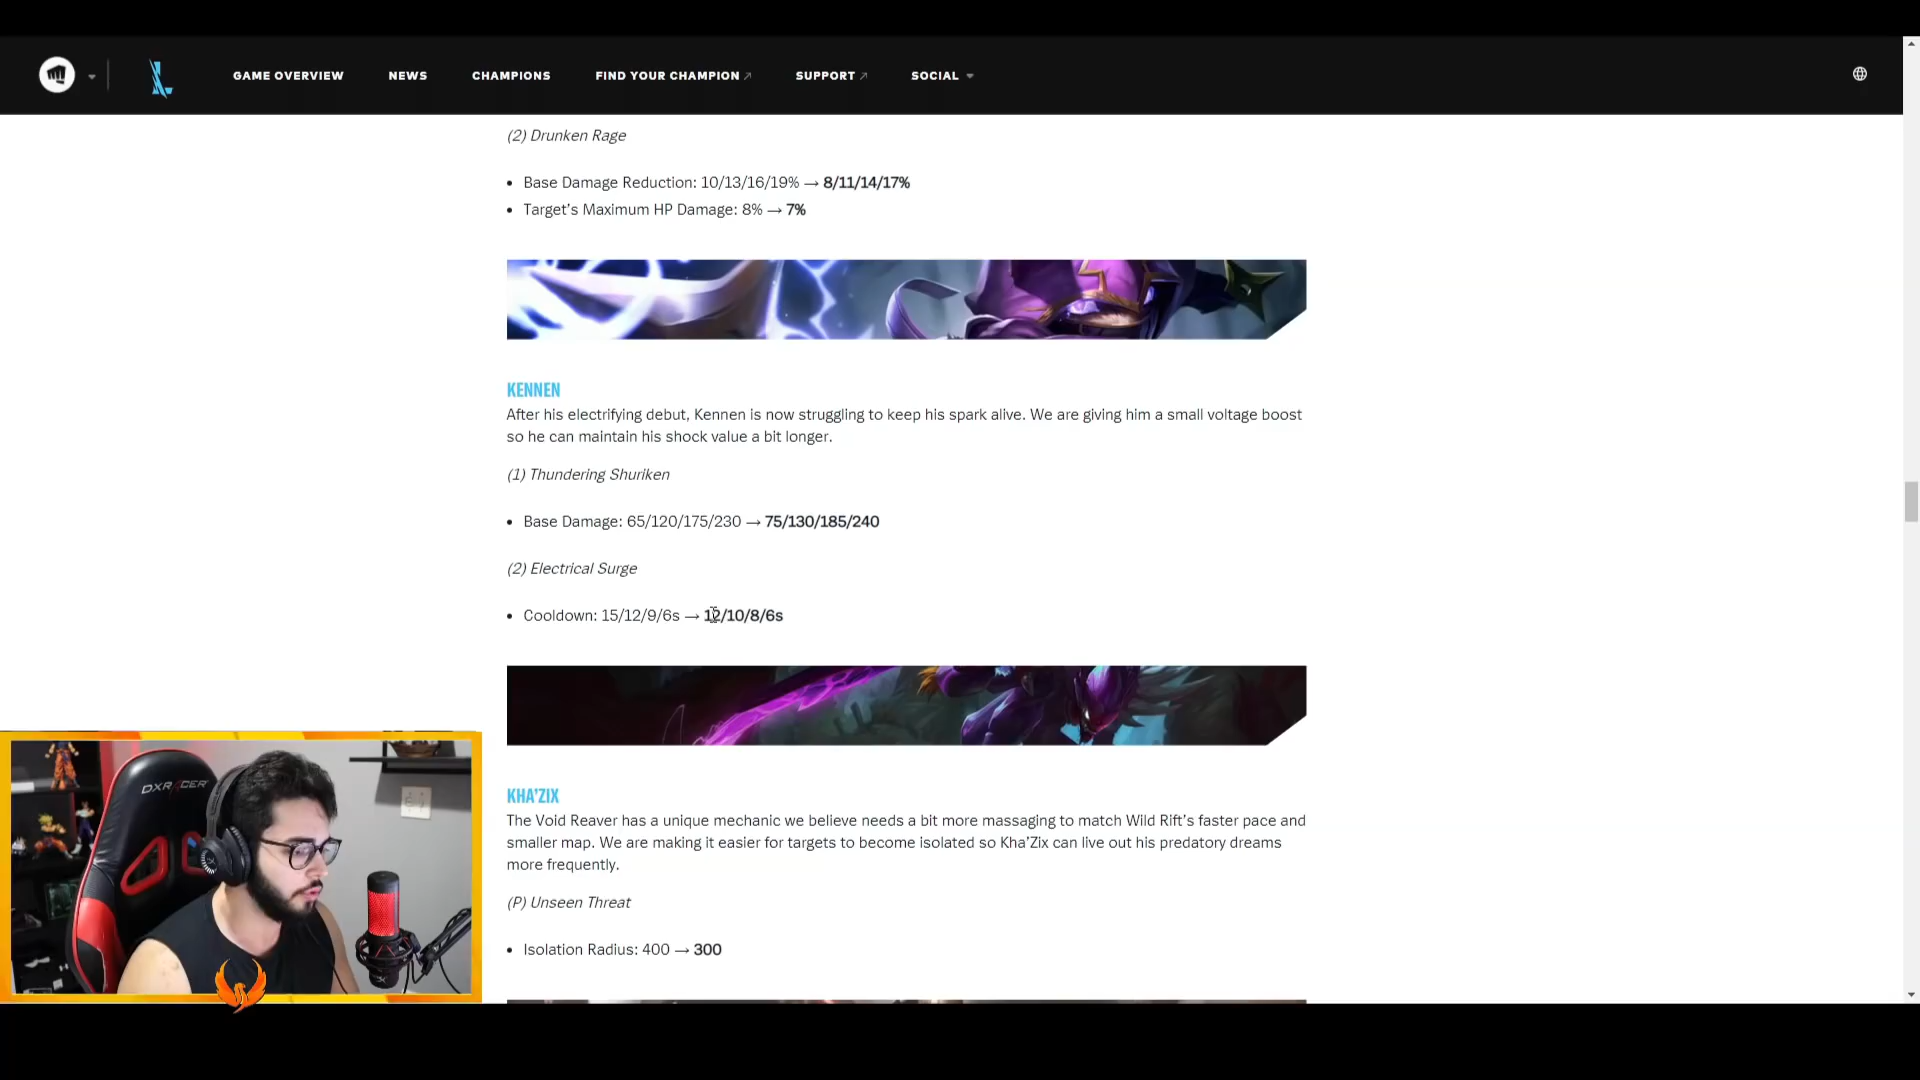 GAME OVERVIEW NEWS CHAMPIONS FIND YOUR CHAMPION SUPPORT SOCIAL
(2) Drunken Rage
• Base Damage Reduction: 10/13/16/19% → 8/11/14/17%
• Target's Maximum HP Damage: 8% → 7%
KENNEN
After his electrifying debut, Kennen is now struggling to keep his spark alive. We are giving him a small voltage boost
so he can maintain his shock value a bit longer.
(1) Thundering Shuriken
• Base Damage: 65/120/175/230 → 75/130/185/240
(2) Electrical Surge
• Cooldown: 15/12/9/6s → 12/10/8/6s
KHA'ZIX
The Void Reaver has a unique mechanic we believe needs a bit more massaging to match Wild Rift's faster pace and
smaller map. We are making it easier for targets to become isolated so Kha'Zix can live out his predatory dreams
more frequently.
(P) Unseen Threat
• Isolation Radius: 400 → 300
DXRACER